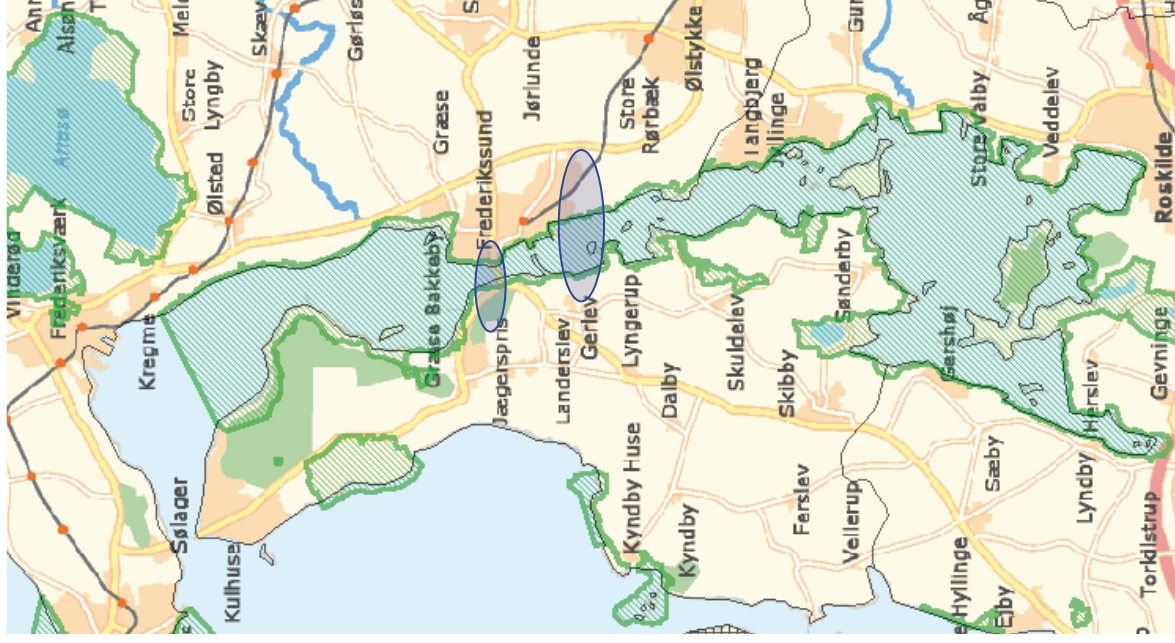 Arresø
Vinderød
Frederiksværk
Kregme
Sølager
Kulhuse
Ølsted
Store
Lyngby
Græse
Græse Bakkeby
Frederikssund
Jægerspris
Jørlunde
Landerslev
Gerlev
Store
Rørbæk
Ølstykke
Lyngerup
Dalby
Kyndby Huse
Kyndby
Skuldelev
Skibby
Ferslev
Vellerup
Sønderby
Gershøj
Sæby
Store Valby
Veddelev
Roskilde
Herslev
Gevninge
Lyndby
Torkilstrup
Hyllinge
Ejby